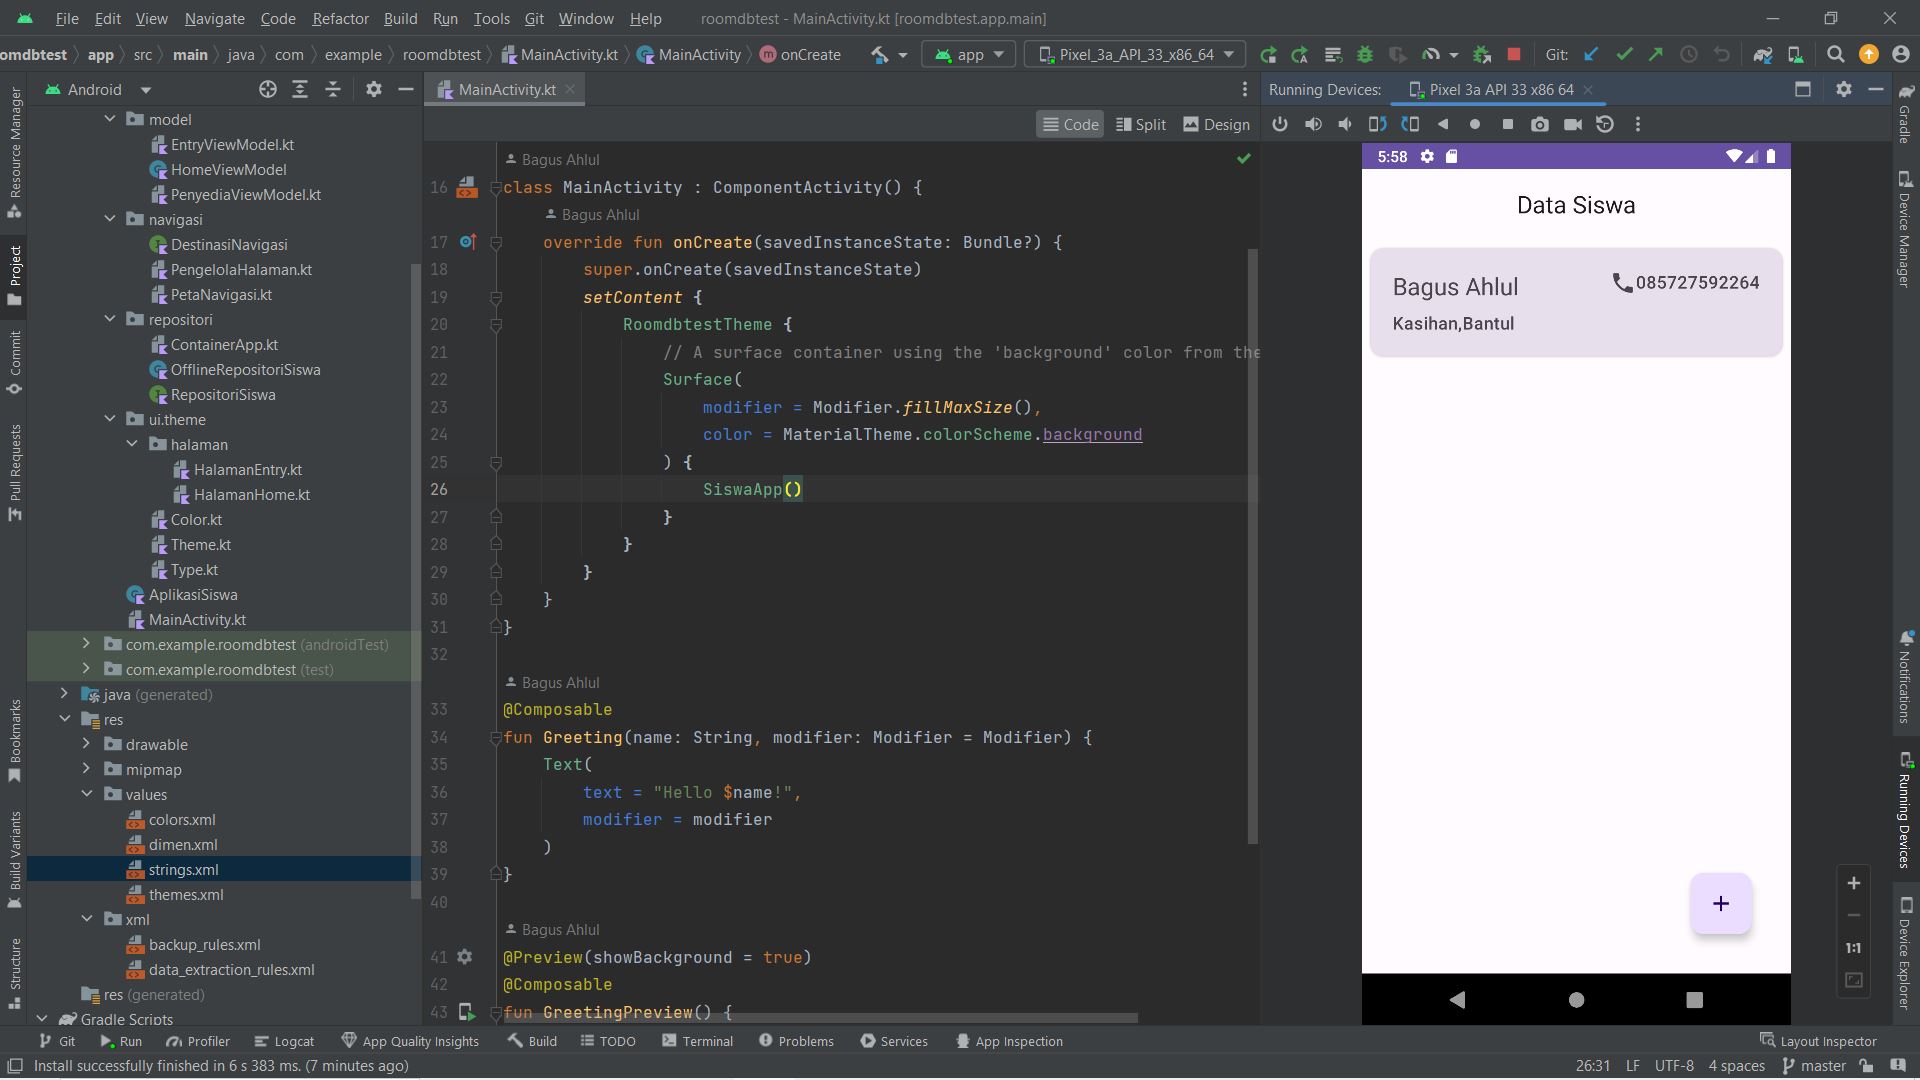 File Edit View Navigate Code Refactor Build Run Tools Git Window Help roomdbtest - MainActivity.kt [roomdbtest.app.main]
omdbtest app src main java com example roomdbtest MainActivity.kt MainActivity onCreate app Pixel_3a_API_33_x86_64 Git:
Android
MainActivity.kt
Running Devices: Pixel 3a API 33 x86 64
Code Split Design
Resource Manager
Project
Commit
Pull Requests
Bookmarks
Build Variants
Structure
model
EntryViewModel.kt
HomeViewModel
PenyediaViewModel.kt
navigasi
DestinasiNavigasi
PengelolaHalaman.kt
PetaNavigasi.kt
repositori
ContainerApp.kt
OfflineRepositoriSiswa
RepositoriSiswa
ui.theme
halaman
HalamanEntry.kt
HalamanHome.kt
Color.kt
Theme.kt
Type.kt
AplikasiSiswa
MainActivity.kt
com.example.roomdbtest (androidTest)
com.example.roomdbtest (test)
java (generated)
res
drawable
mipmap
values
colors.xml
dimen.xml
strings.xml
themes.xml
xml
backup_rules.xml
data_extraction_rules.xml
res (generated)
Gradle Scripts
Bagus Ahlul
16 class MainActivity : ComponentActivity() {
Bagus Ahlul
17 override fun onCreate(savedInstanceState: Bundle?) {
18 super.onCreate(savedInstanceState)
19 setContent {
20 RoomdbtestTheme {
21 // A surface container using the 'background' color from the
22 Surface(
23 modifier = Modifier.fillMaxSize(),
24 color = MaterialTheme.colorScheme.background
25 ) {
26 SiswaApp()
27 }
28 }
29 }
30 }
31 }
32
Bagus Ahlul
33 @Composable
34 fun Greeting(name: String, modifier: Modifier = Modifier) {
35 Text(
36 text = "Hello $name!",
37 modifier = modifier
38 )
39 }
40
Bagus Ahlul
41 @Preview(showBackground = true)
42 @Composable
43 fun GreetingPreview() {
5:58
Data Siswa
Bagus Ahlul 085727592264
Kasihan,Bantul
+
1:1
Gradle
Device Manager
Notifications
Running Devices
Device Explorer
Git Run Profiler Logcat App Quality Insights Build TODO Terminal Problems Services App Inspection Layout Inspector
Install successfully finished in 6 s 383 ms. (7 minutes ago) 26:31 LF UTF-8 4 spaces master